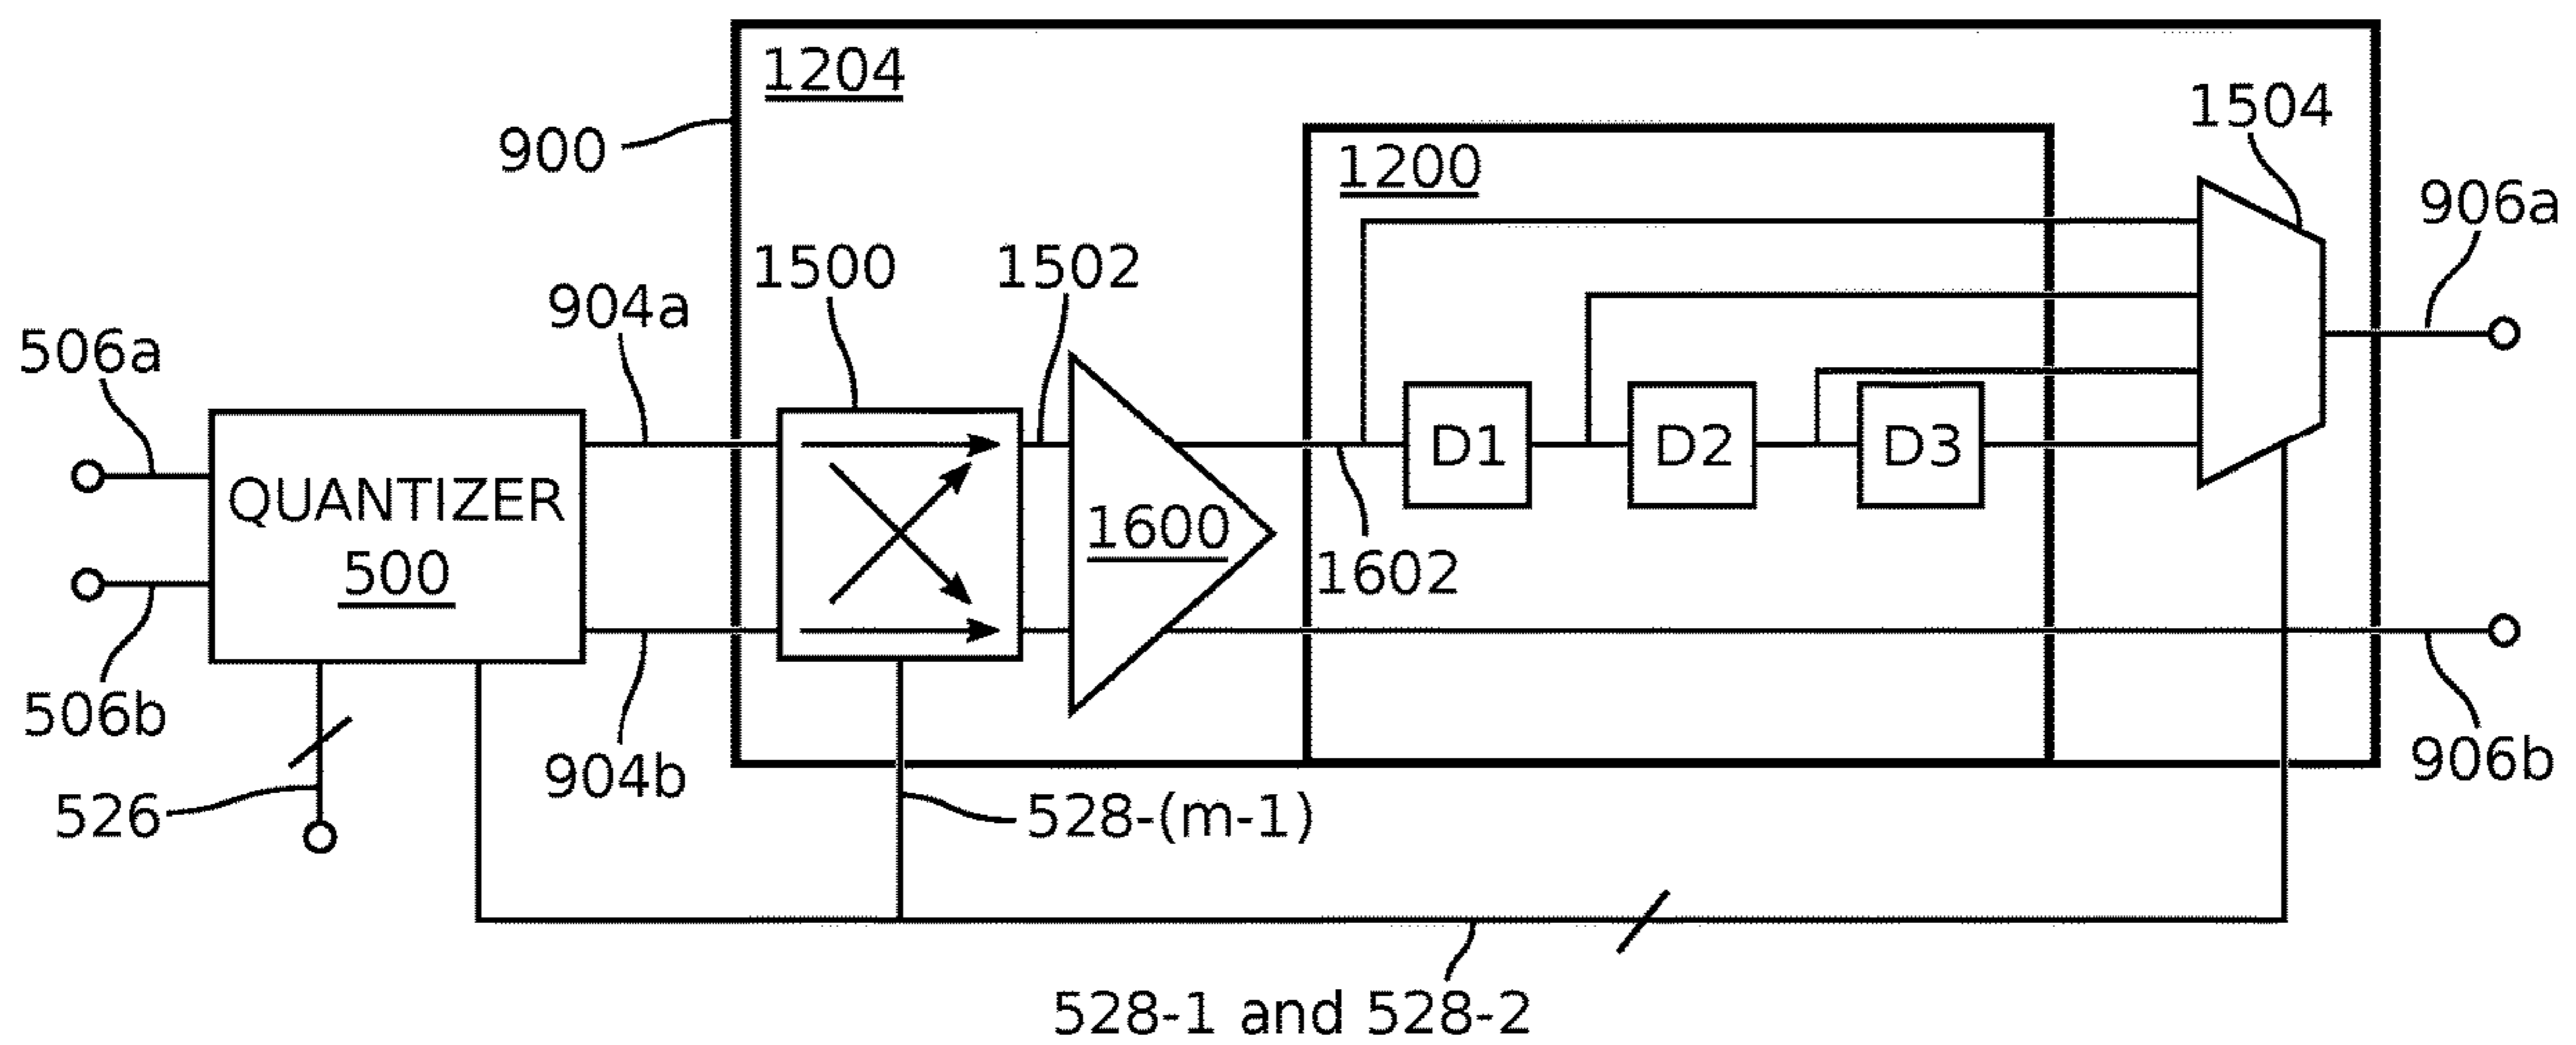 1204
1504
900
1200
906a
1500
1502
904a
506a
D1
D2
D3
QUANTIZER
500
1600
1602
506b
904b
906b
526
528-(m-1)
528-1 and 528-2